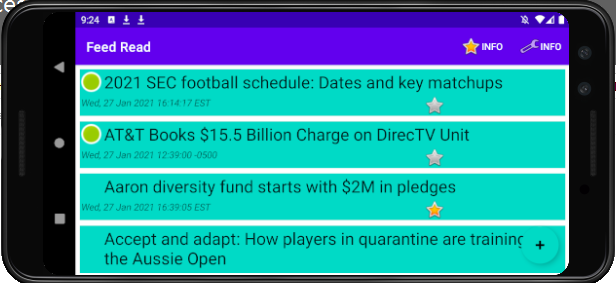 ces
9:24
Feed Read
INFO
INFO
2021 SEC football schedule: Dates and key matchups
Wed, 27 Jan 2021 16:14:17 EST
AT&T Books $15.5 Billion Charge on DirecTV Unit
Wed, 27 Jan 2021 12:39:00 -0500
Aaron diversity fund starts with $2M in pledges
Wed, 27 Jan 2021 16:39:05 EST
Accept and adapt: How players in quarantine are training
the Aussie Open
+